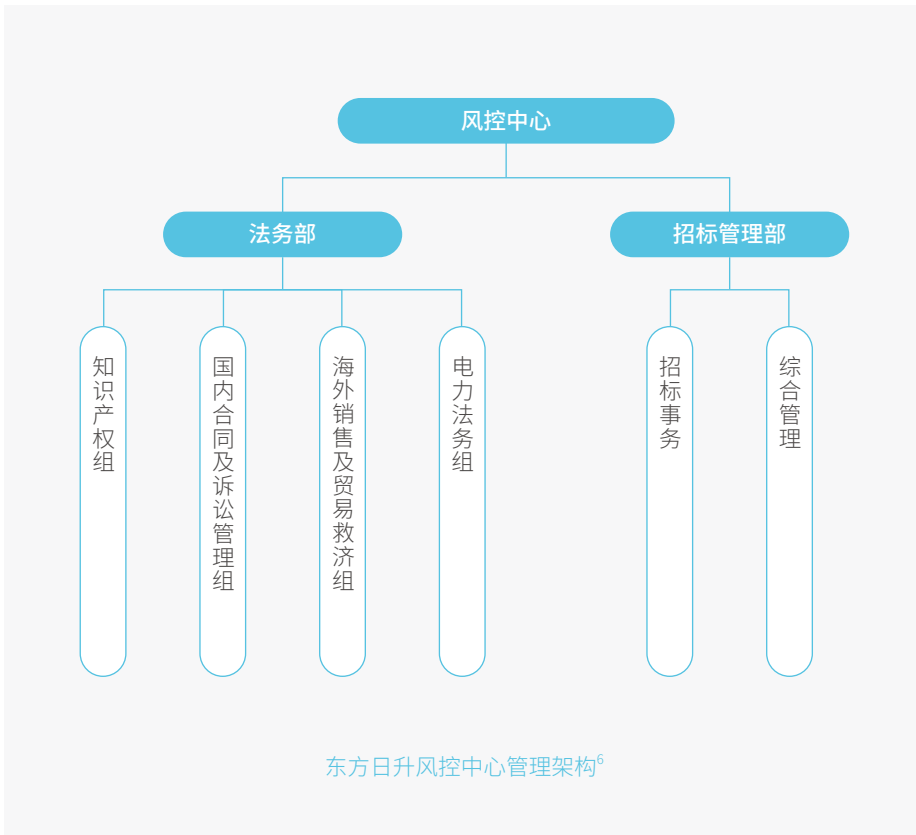 风控中心
法务部
招标管理部
知识产权组
国内合同及诉讼管理组
海外销售及贸易救济组
电力法务组
招标事务
综合管理
东方日升风控中心管理架构6